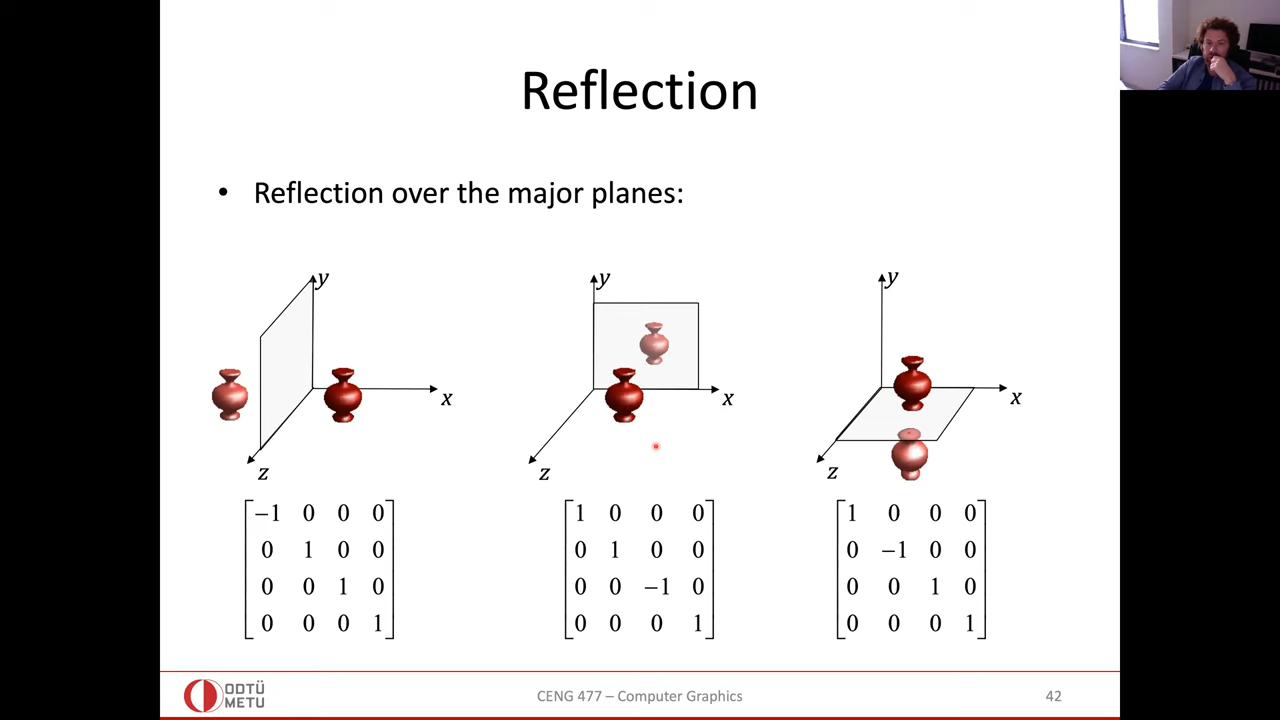 Reflection
• Reflection over the major planes:
y
x
z
y
x
z
y
x
z
−1 0 0 0
0 1 0 0
0 0 1 0
0 0 0 1
1 0 0 0
0 1 0 0
0 0 −1 0
0 0 0 1
1 0 0 0
0 −1 0 0
0 0 1 0
0 0 0 1
ODTÜ
METU
CENG 477 – Computer Graphics
42